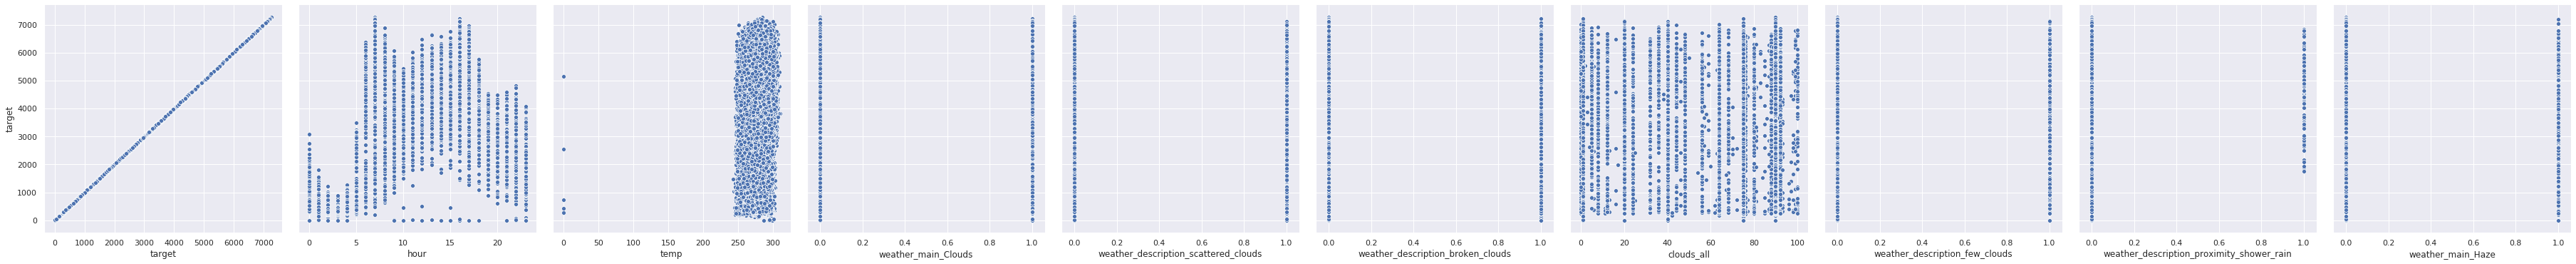 7000
6000
5000
4000
3000
2000
1000
0
target
0 1000 2000 3000 4000 5000 6000 7000
target
0 5 10 15 20
hour
0 50 100 150 200 250 300
temp
0.0 0.2 0.4 0.6 0.8 1.0
weather_main_Clouds
0.0 0.2 0.4 0.6 0.8 1.0
weather_description_scattered_clouds
0.0 0.2 0.4 0.6 0.8 1.0
weather_description_broken_clouds
0 20 40 60 80 100
clouds_all
0.0 0.2 0.4 0.6 0.8 1.0
weather_description_few_clouds
0.0 0.2 0.4 0.6 0.8 1.0
weather_description_proximity_shower_rain
0.0 0.2 0.4 0.6 0.8 1.0
weather_main_Haze